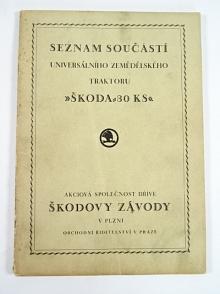 SEZNAM SOUČÁSTÍ
UNIVERSÁLNÍHO ZEMĚDĚLSKÉHO
TRAKTORU
»ŠKODA«30 KS«
AKCIOVÁ SPOLEČNOST DŘÍVE
ŠKODOVY ZÁVODY
V PLZNI
OBCHODNÍ ŘEDITELSTVÍ V PRAZE